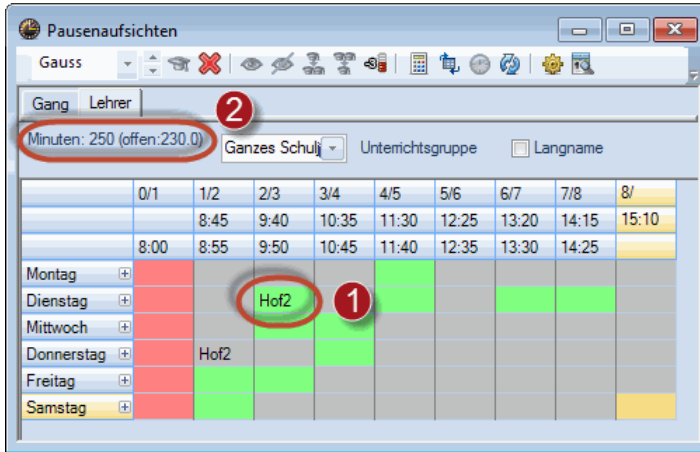 Pausenaufsichten
Gauss
Gang Lehrer
2
Minuten: 250 (offen:230.0) Ganzes Schulj Unterrichtsgruppe Langname
0/1 1/2 2/3 3/4 4/5 5/6 6/7 7/8 8/
8:45 9:40 10:35 11:30 12:25 13:20 14:15 15:10
8:00 8:55 9:50 10:45 11:40 12:35 13:30 14:25
Montag
Dienstag Hof2 1
Mittwoch
Donnerstag Hof2
Freitag
Samstag